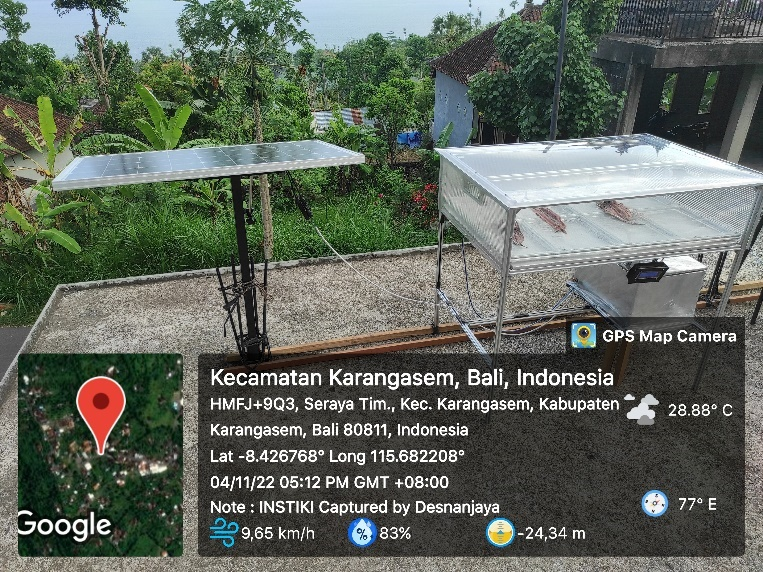 GPS Map Camera
Kecamatan Karangasem, Bali, Indonesia
HMFJ+9Q3, Seraya Tim., Kec. Karangasem, Kabupaten
Karangasem, Bali 80811, Indonesia
28.88° C
Lat -8.426768° Long 115.682208°
04/11/22 05:12 PM GMT +08:00
Note : INSTIKI Captured by Desnanjaya
77° E
9,65 km/h
83%
-24,34 m
Google